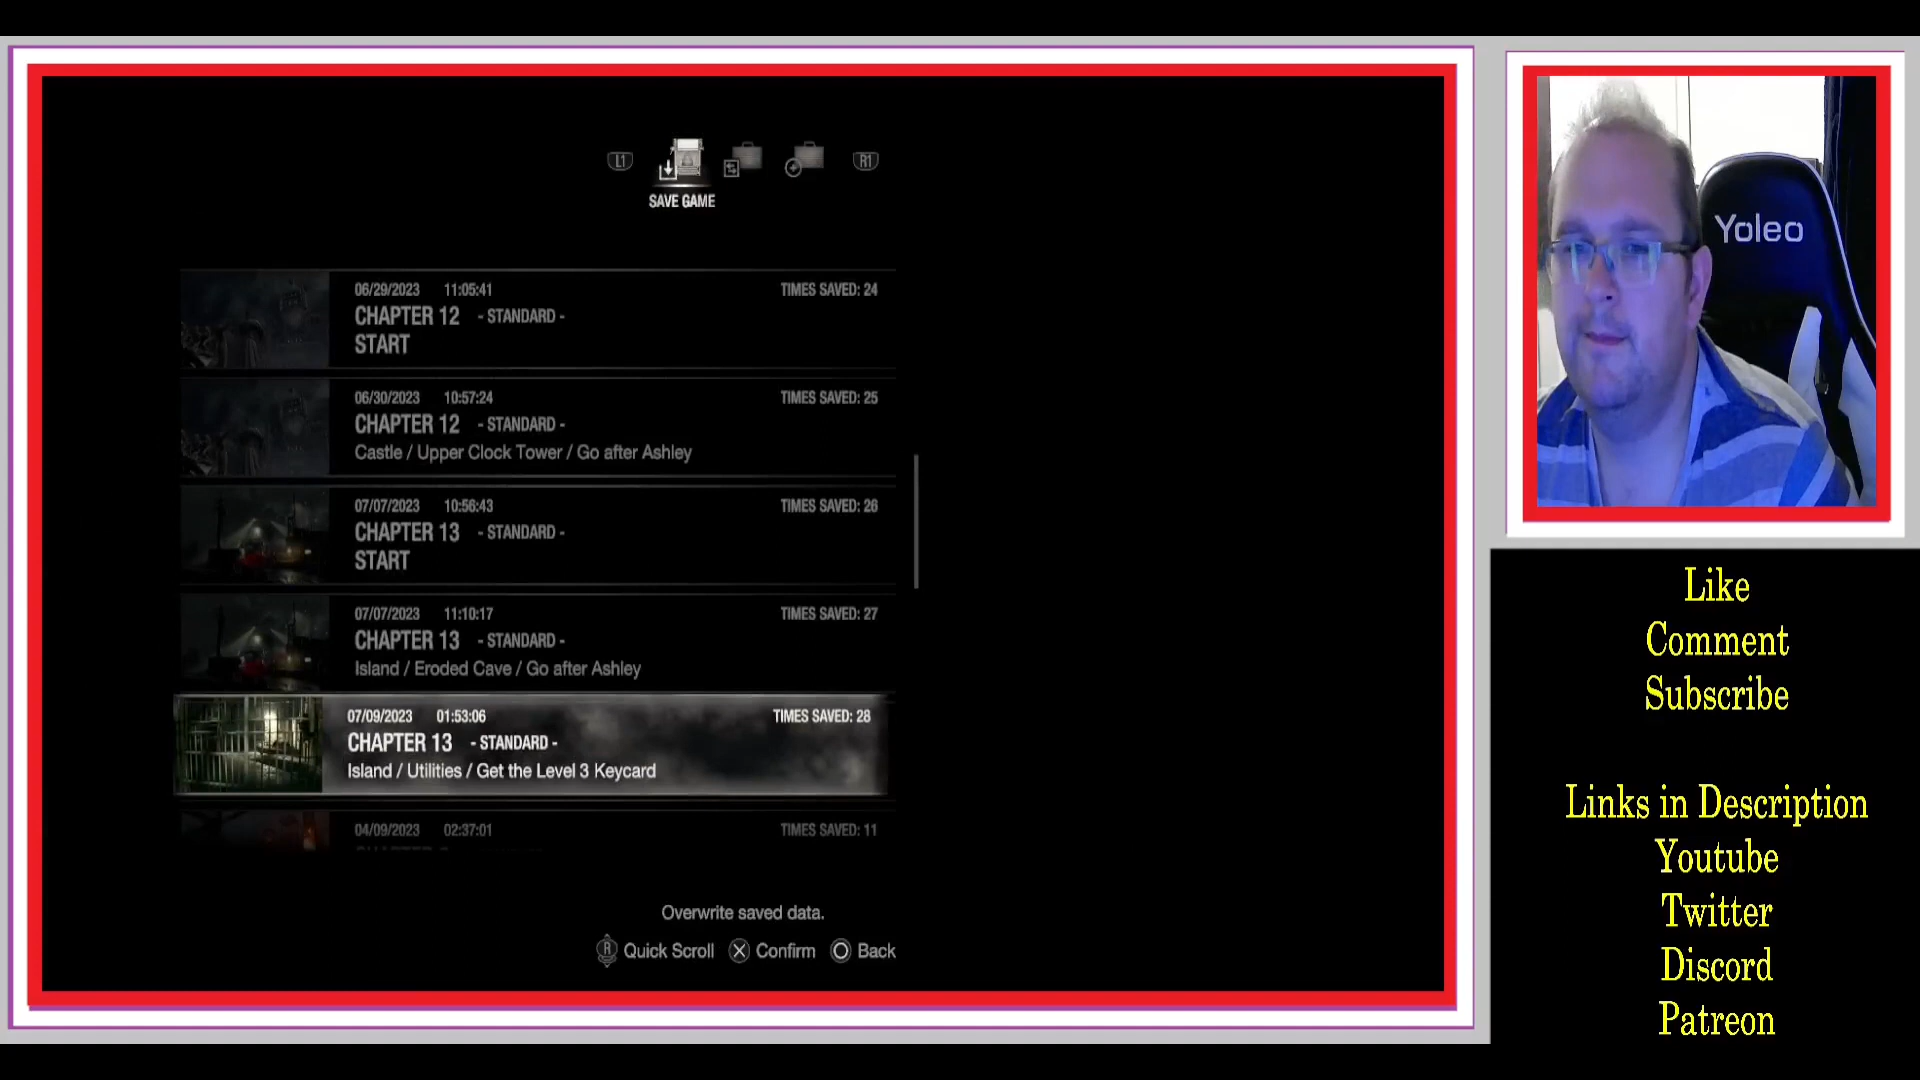 L1
R1
SAVE GAME
06/29/2023 11:05:41 TIMES SAVED: 24
CHAPTER 12 - STANDARD -
START
06/30/2023 10:57:24 TIMES SAVED: 25
CHAPTER 12 - STANDARD -
Castle / Upper Clock Tower / Go after Ashley
07/07/2023 10:56:43 TIMES SAVED: 26
CHAPTER 13 - STANDARD -
START
07/07/2023 11:10:17 TIMES SAVED: 27
CHAPTER 13 - STANDARD -
Island / Eroded Cave / Go after Ashley
07/09/2023 01:53:06 TIMES SAVED: 28
CHAPTER 13 - STANDARD -
Island / Utilities / Get the Level 3 Keycard
04/09/2023 02:37:01 TIMES SAVED: 11
Overwrite saved data.
R Quick Scroll Confirm Back
Yoleo
Like
Comment
Subscribe
Links in Description
Youtube
Twitter
Discord
Patreon